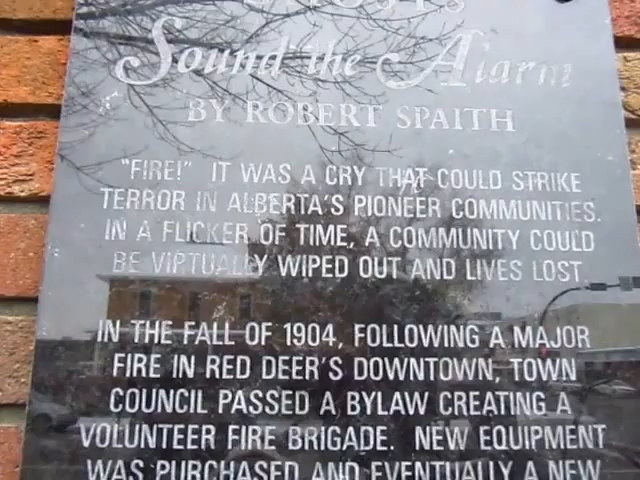 GHOSTS
Sound the Alarm
BY ROBERT SPAITH
"FIRE!" IT WAS A CRY THAT COULD STRIKE
TERROR IN ALBERTA'S PIONEER COMMUNITIES.
IN A FLICKER OF TIME, A COMMUNITY COULD
BE VIRTUALLY WIPED OUT AND LIVES LOST.
IN THE FALL OF 1904, FOLLOWING A MAJOR
FIRE IN RED DEER'S DOWNTOWN, TOWN
COUNCIL PASSED A BYLAW CREATING A
VOLUNTEER FIRE BRIGADE. NEW EQUIPMENT
WAS PURCHASED AND EVENTUALLY A NEW